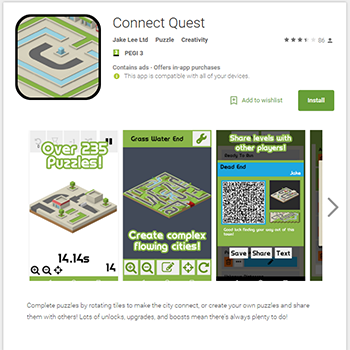 Connect Quest
Jake Lee Ltd Puzzle Creativity
PEGI 3
Contains ads · Offers in-app purchases
This app is compatible with all of your devices.
Add to wishlist Install
Over 235
Puzzles!
14.14s
14
Grass Water End
Create complex
flowing cities!
Share levels with
other players!
Ready To Run
Dead End
Jake
Good luck finding your way out of this
town!
Save Share Text
Complete puzzles by rotating tiles to make the city connect, or create your own puzzles and share
them with others! Lots of unlocks, upgrades, and boosts mean there's always plenty to do!